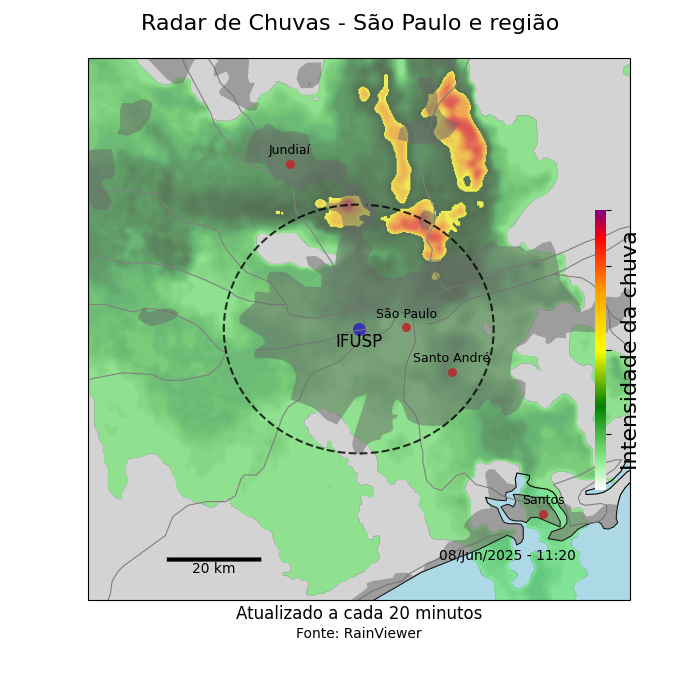 Radar de Chuvas - São Paulo e região
Jundiaí
São Paulo
IFUSP
Santo André
Intensidade da chuva
Santos
08/Jun/2025 - 11:20
20 km
Atualizado a cada 20 minutos
Fonte: RainViewer